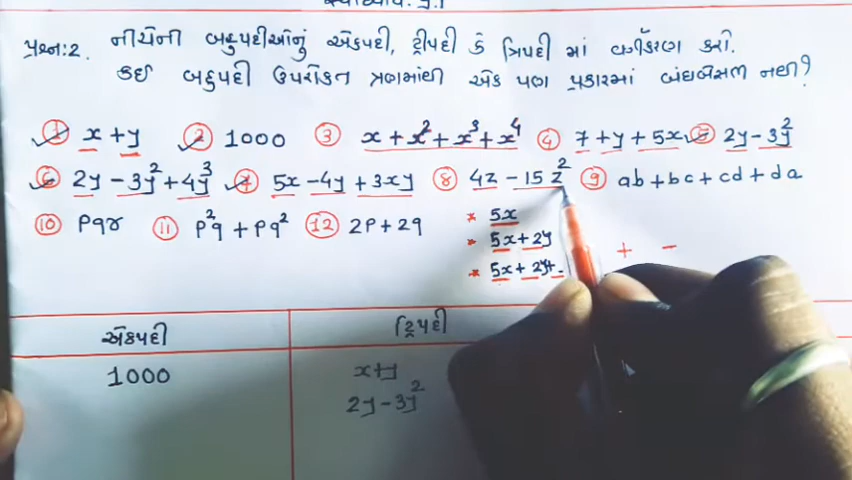 પ્રશ્ન:2. નીચેની બહુપદીઓનું એકપદી, દ્વીપદી કે ત્રિપદી માં વર્ગીકરણ કરો.
કઈ બહુપદી ઉપરોક્ત ત્રણમાંથી એક પણ પ્રકારમાં બંધબેસતી નથી?
① x + y ② 1000 ③ x + x² + x³ + x⁴ ④ 7 + y + 5x ⑤ 2y - 3y²
⑥ 2y - 3y² + 4y³ ⑦ 5x - 4y + 3xy ⑧ 4z - 15z² ⑨ ab + bc + cd + da
⑩ pqr ⑪ p²q + pq² ⑫ 2p + 2q * 5x
* 5x + 2y + -
* 5x + 2y +
એકપદી દ્વિપદી
1000 x+y
2y - 3y²